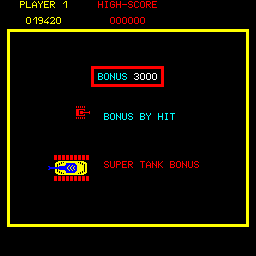 PLAYER 1 HIGH-SCORE
019420 000000
BONUS 3000
BONUS BY HIT
SUPER TANK BONUS